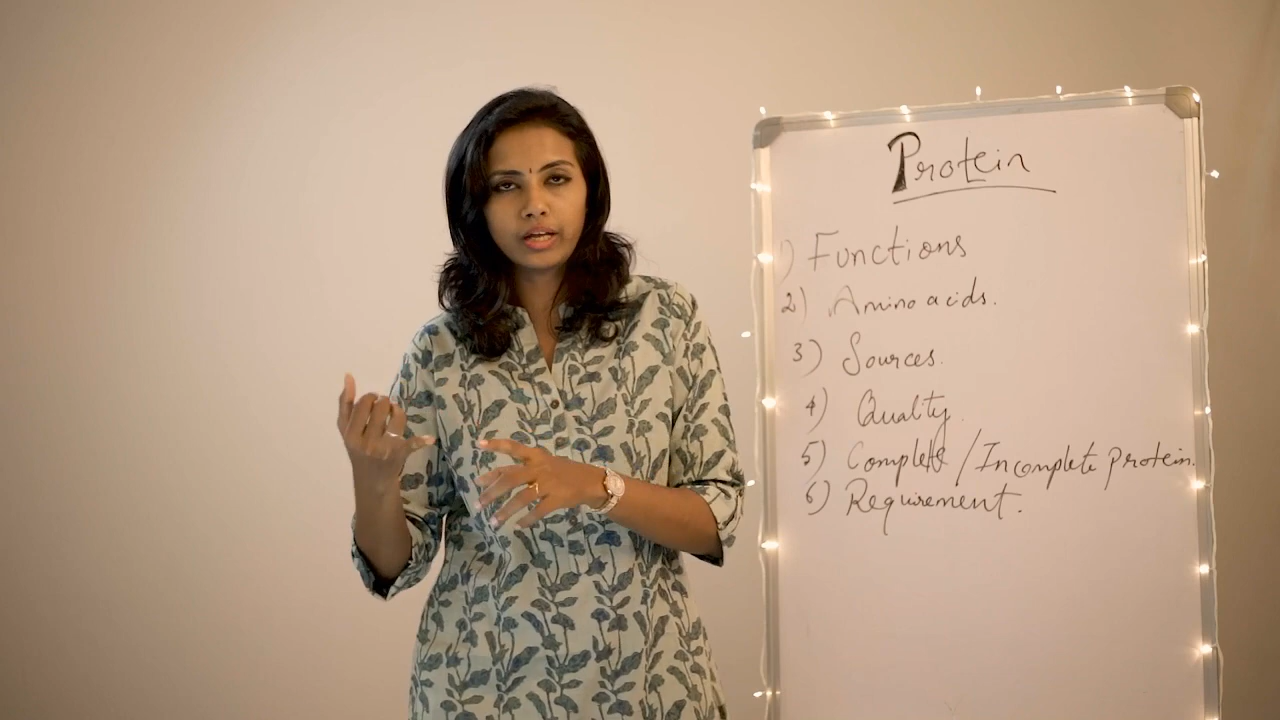 Protein
1) Functions
2) Amino acids.
3) Sources.
4) Quality.
5) Complete / Incomplete protein.
6) Requirement.